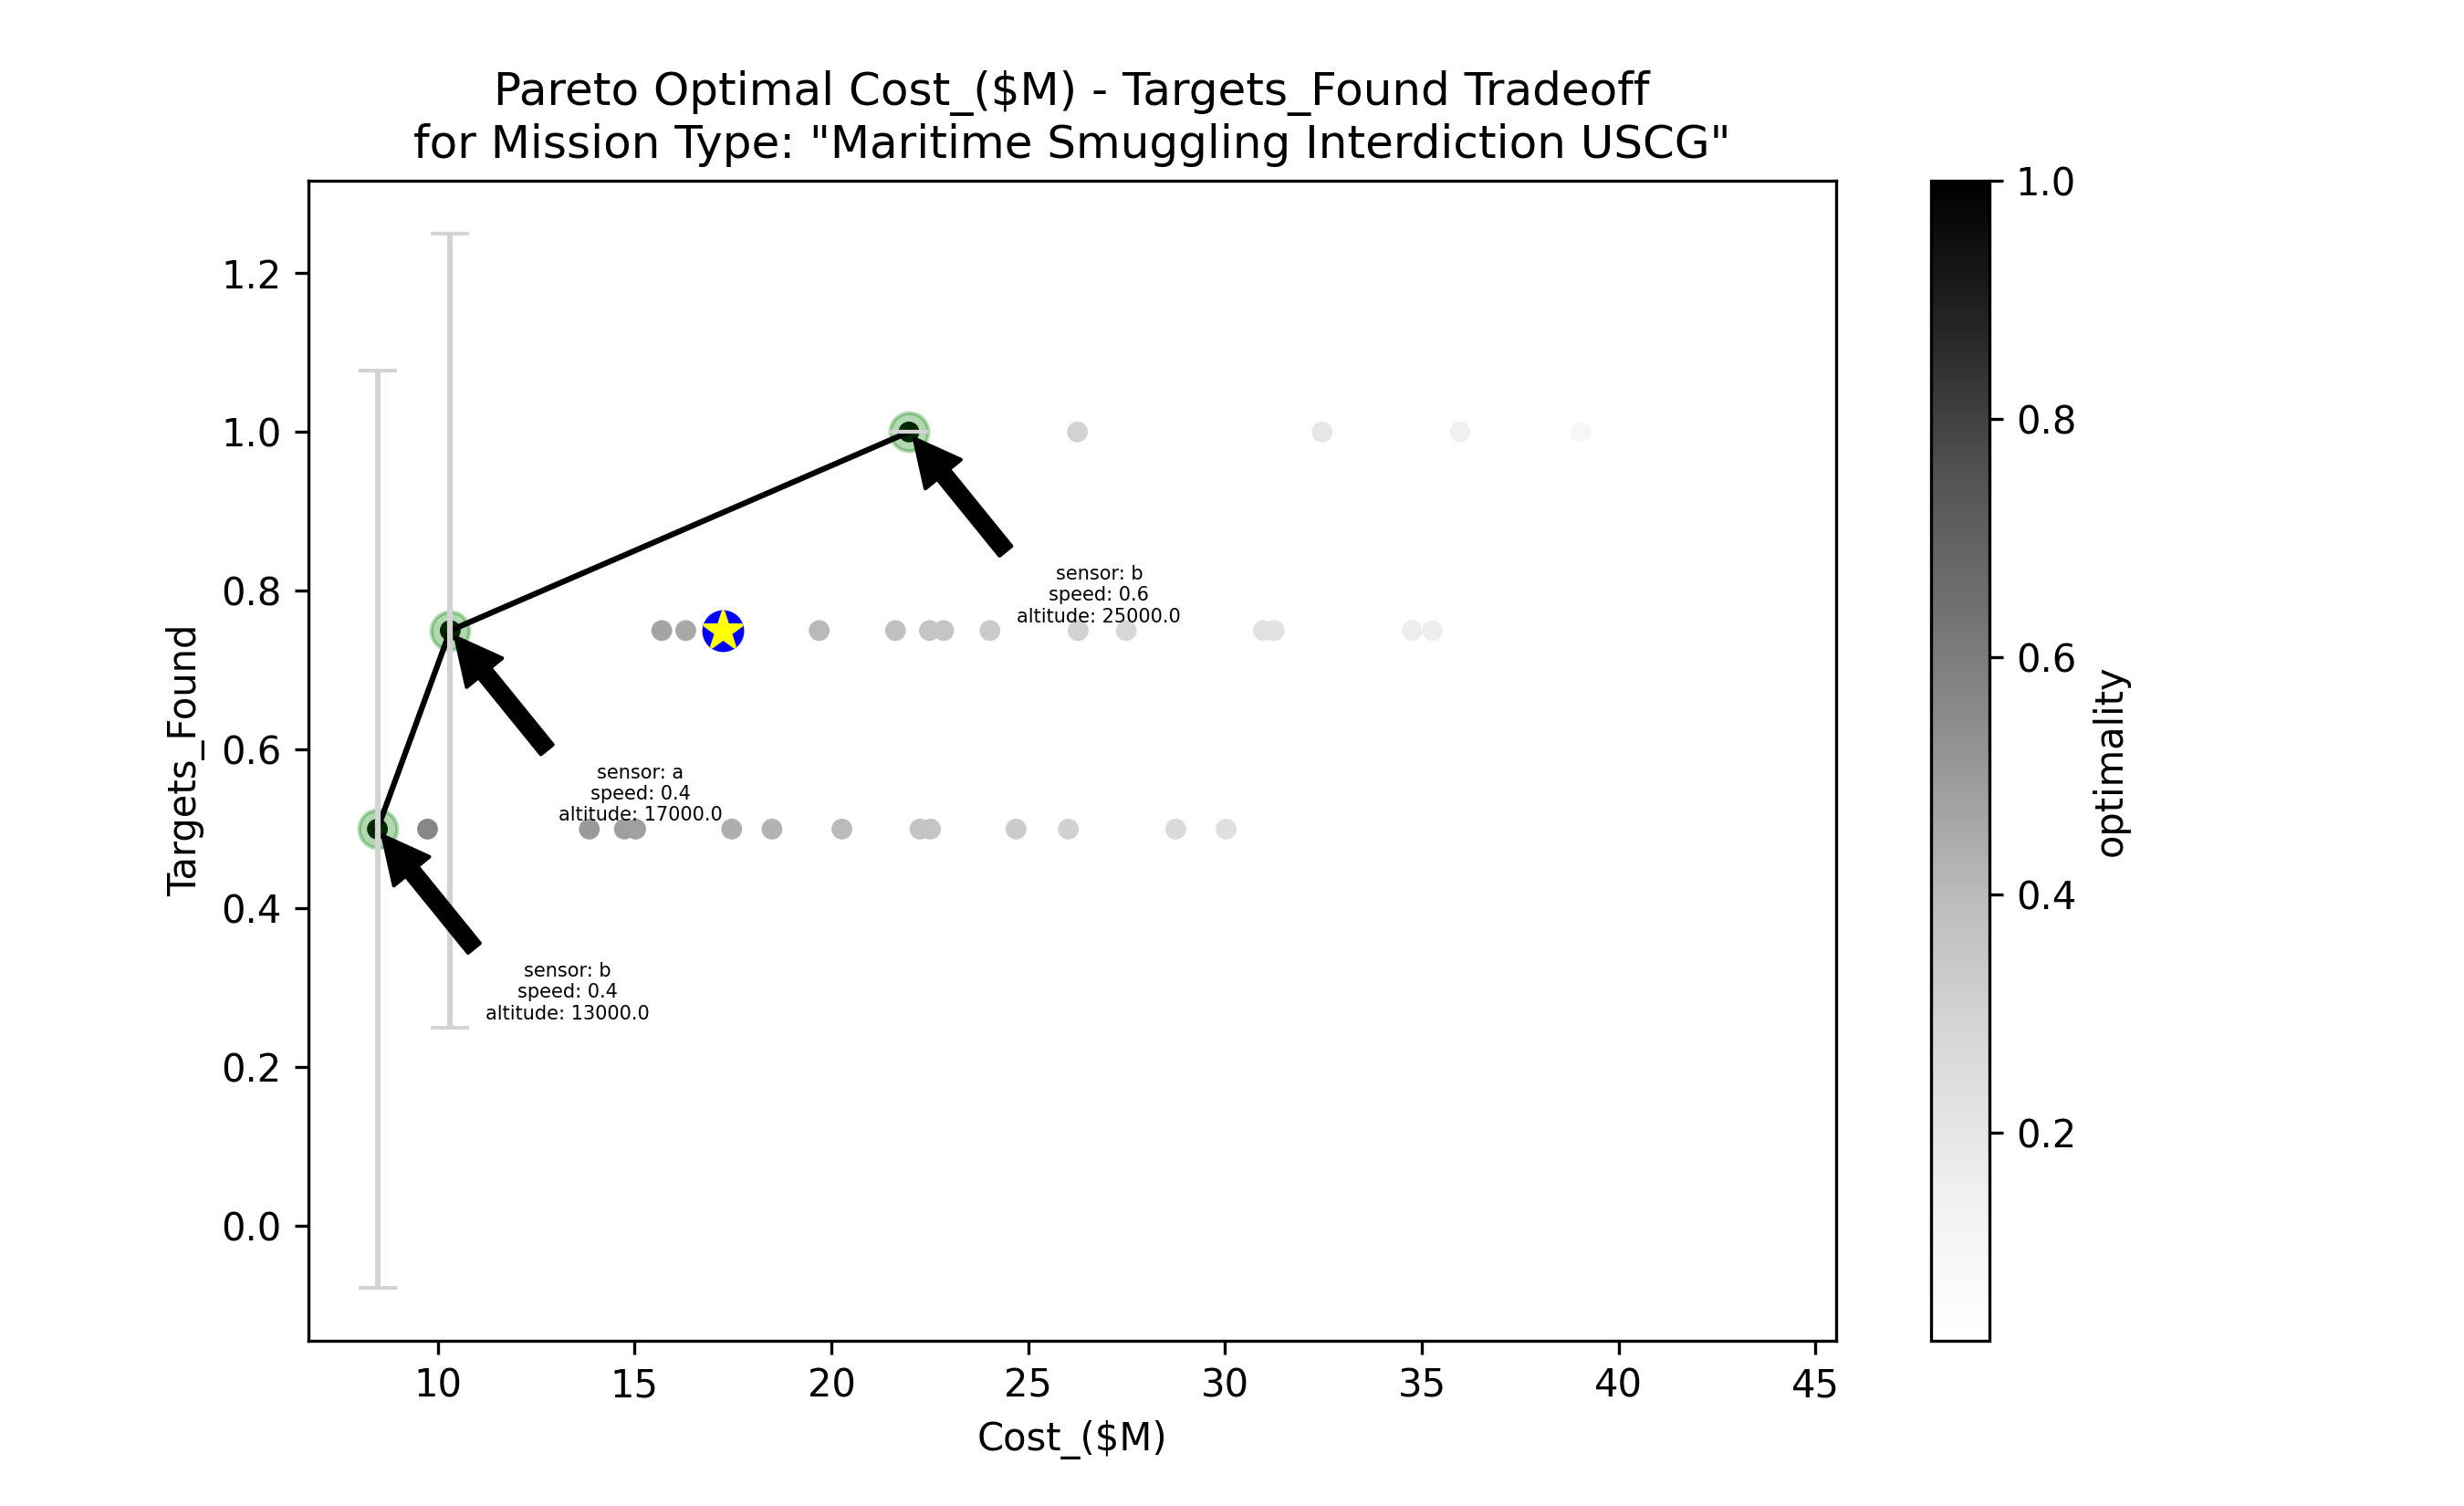 Pareto Optimal Cost_($M) - Targets_Found Tradeoff
for Mission Type: "Maritime Smuggling Interdiction USCG"
1.2
1.0
0.8
0.6
0.4
0.2
0.0
Targets_Found
sensor: b
speed: 0.6
altitude: 25000.0
sensor: a
speed: 0.4
altitude: 17000.0
sensor: b
speed: 0.4
altitude: 13000.0
10
15
20
25
30
35
40
45
Cost_($M)
1.0
0.8
0.6
0.4
0.2
optimality